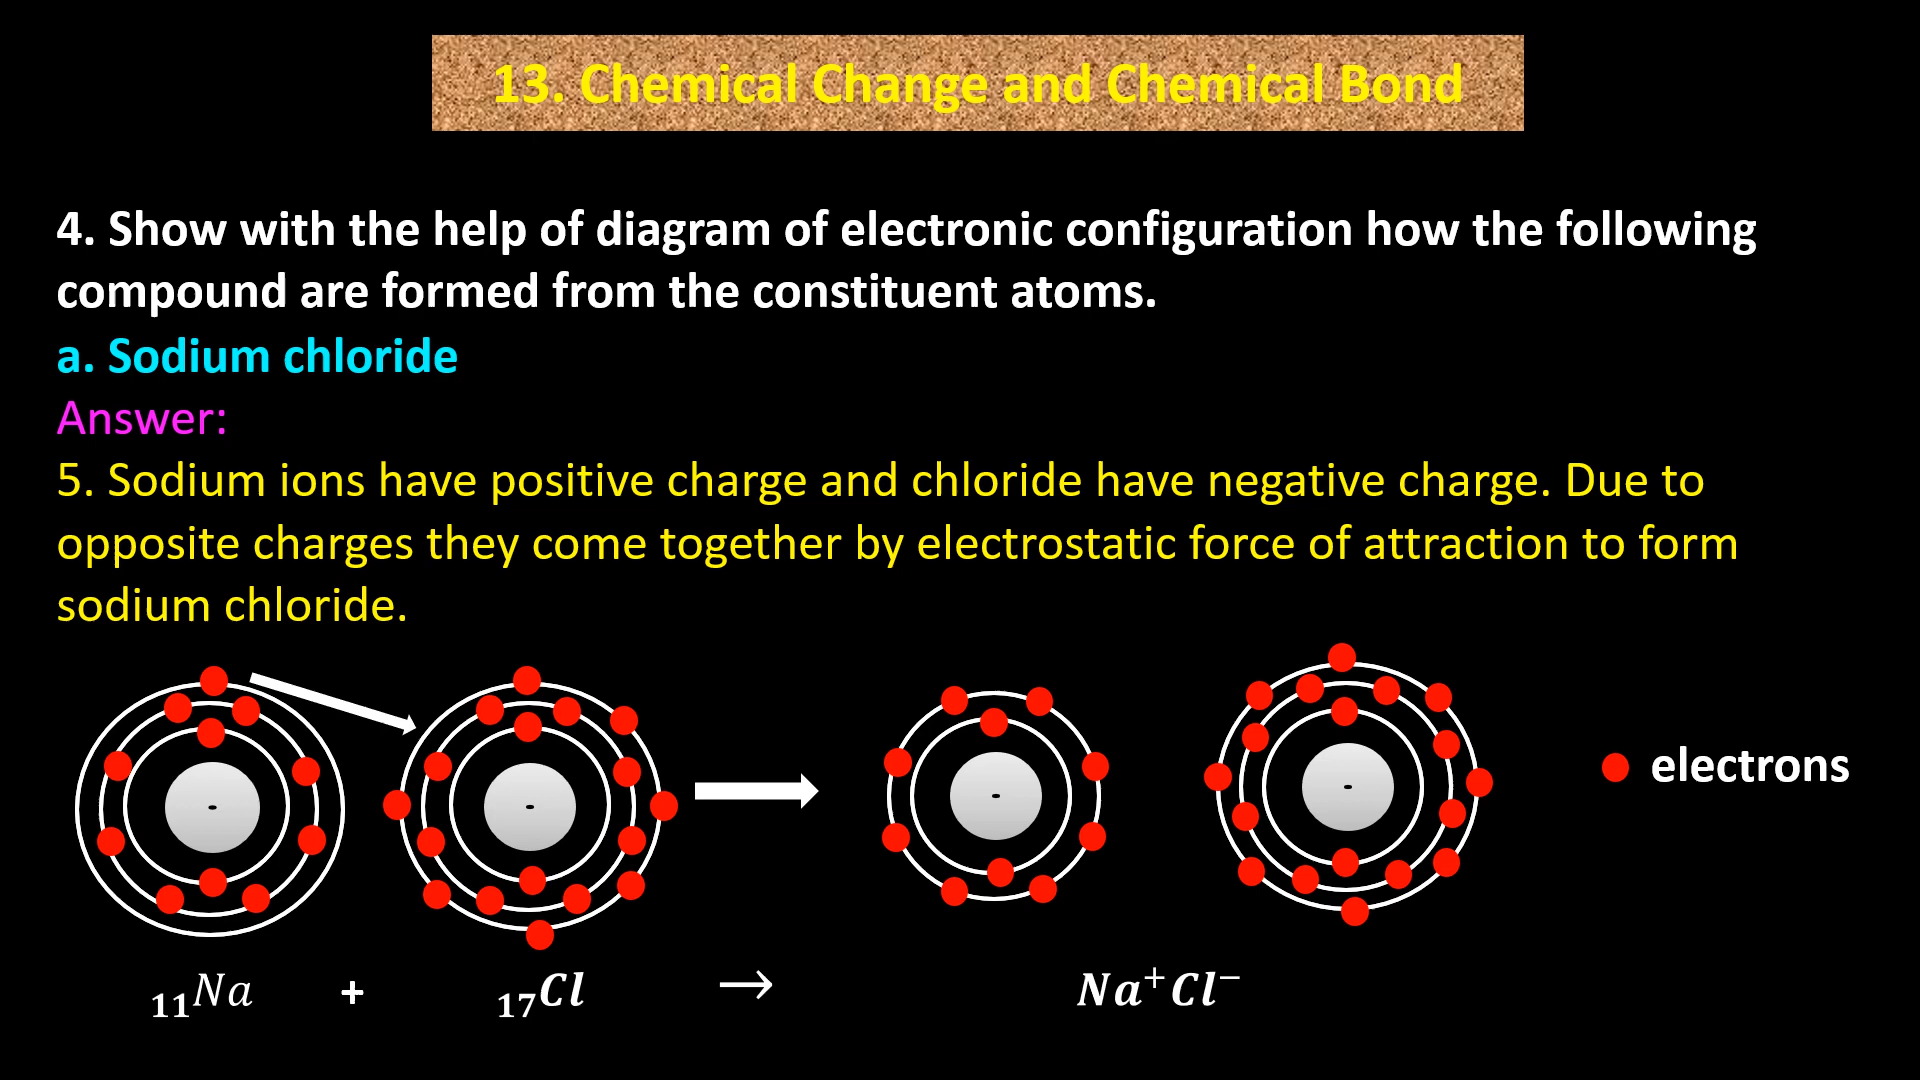 13. Chemical Change and Chemical Bond
4. Show with the help of diagram of electronic configuration how the following
compound are formed from the constituent atoms.
a. Sodium chloride
Answer:
5. Sodium ions have positive charge and chloride have negative charge. Due to
opposite charges they come together by electrostatic force of attraction to form
sodium chloride.
electrons
₁₁Na + ₁₇Cl → Na⁺Cl⁻